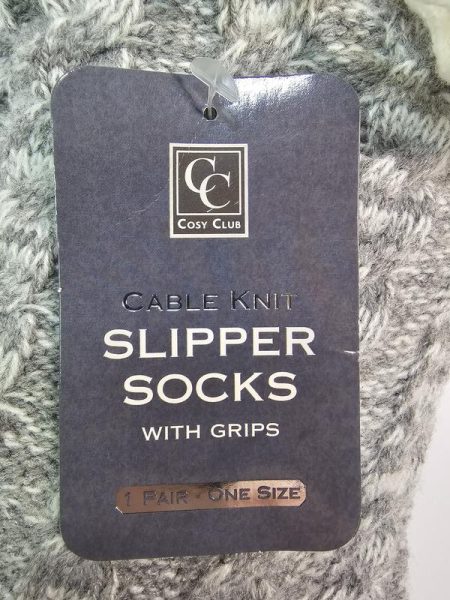 CC
COSY CLUB
CABLE KNIT
SLIPPER
SOCKS
WITH GRIPS
1 PAIR - ONE SIZE